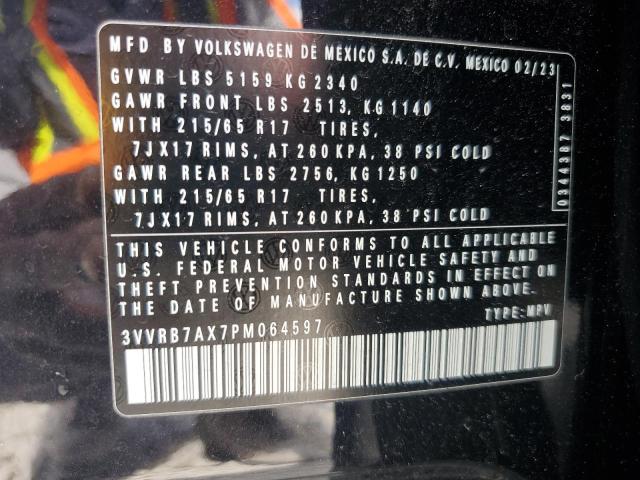 MFD BY VOLKSWAGEN DE MEXICO S.A. DE C.V. MEXICO 02/23
GVWR LBS 5159 KG 2340
GAWR FRONT LBS 2513, KG 1140
WITH 215/65 R17 TIRES,
7JX17 RIMS, AT 260 KPA, 38 PSI COLD
GAWR REAR LBS 2756, KG 1250
WITH 215/65 R17 TIRES,
7JX17 RIMS, AT 260 KPA, 38 PSI COLD
THIS VEHICLE CONFORMS TO ALL APPLICABLE
U.S. FEDERAL MOTOR VEHICLE SAFETY AND
THEFT PREVENTION STANDARDS IN EFFECT ON
THE DATE OF MANUFACTURE SHOWN ABOVE.
3VVRB7AX7PM064597 TYPE: MPV
0344387 3831